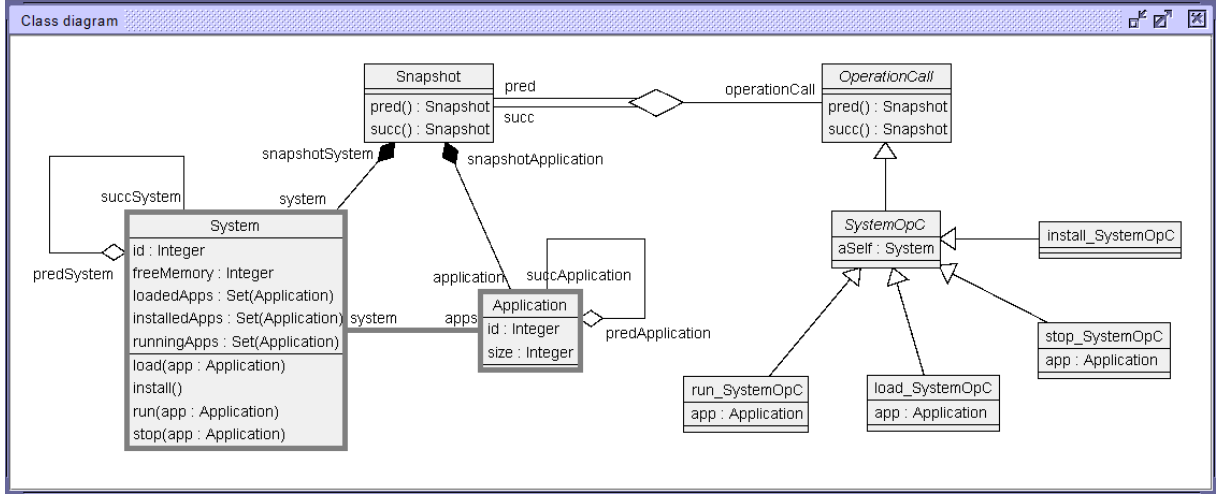 Class diagram
Snapshot
pred() : Snapshot
succ() : Snapshot
pred
succ
operationCall
OperationCall
pred() : Snapshot
succ() : Snapshot
snapshotSystem
snapshotApplication
succSystem
system
predSystem
System
id : Integer
freeMemory : Integer
loadedApps : Set(Application)
installedApps : Set(Application)
runningApps : Set(Application)
load(app : Application)
install()
run(app : Application)
stop(app : Application)
system
apps
application
succApplication
predApplication
Application
id : Integer
size : Integer
SystemOpC
aSelf : System
install_SystemOpC
stop_SystemOpC
app : Application
run_SystemOpC
app : Application
load_SystemOpC
app : Application